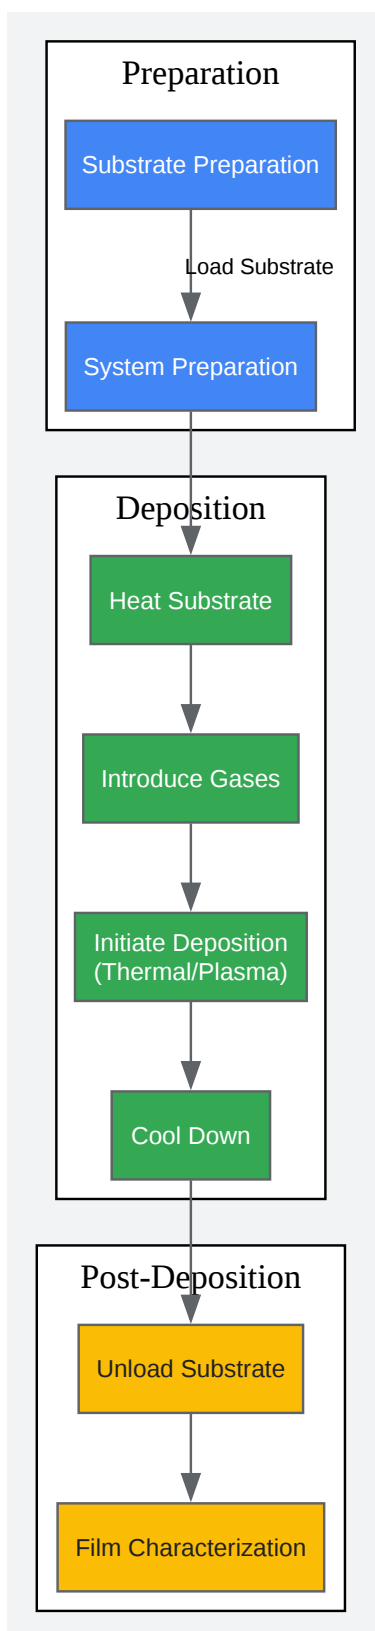 Preparation
Substrate Preparation
Load Substrate
System Preparation
Deposition
Heat Substrate
Introduce Gases
Initiate Deposition
(Thermal/Plasma)
Cool Down
Post-Deposition
Unload Substrate
Film Characterization